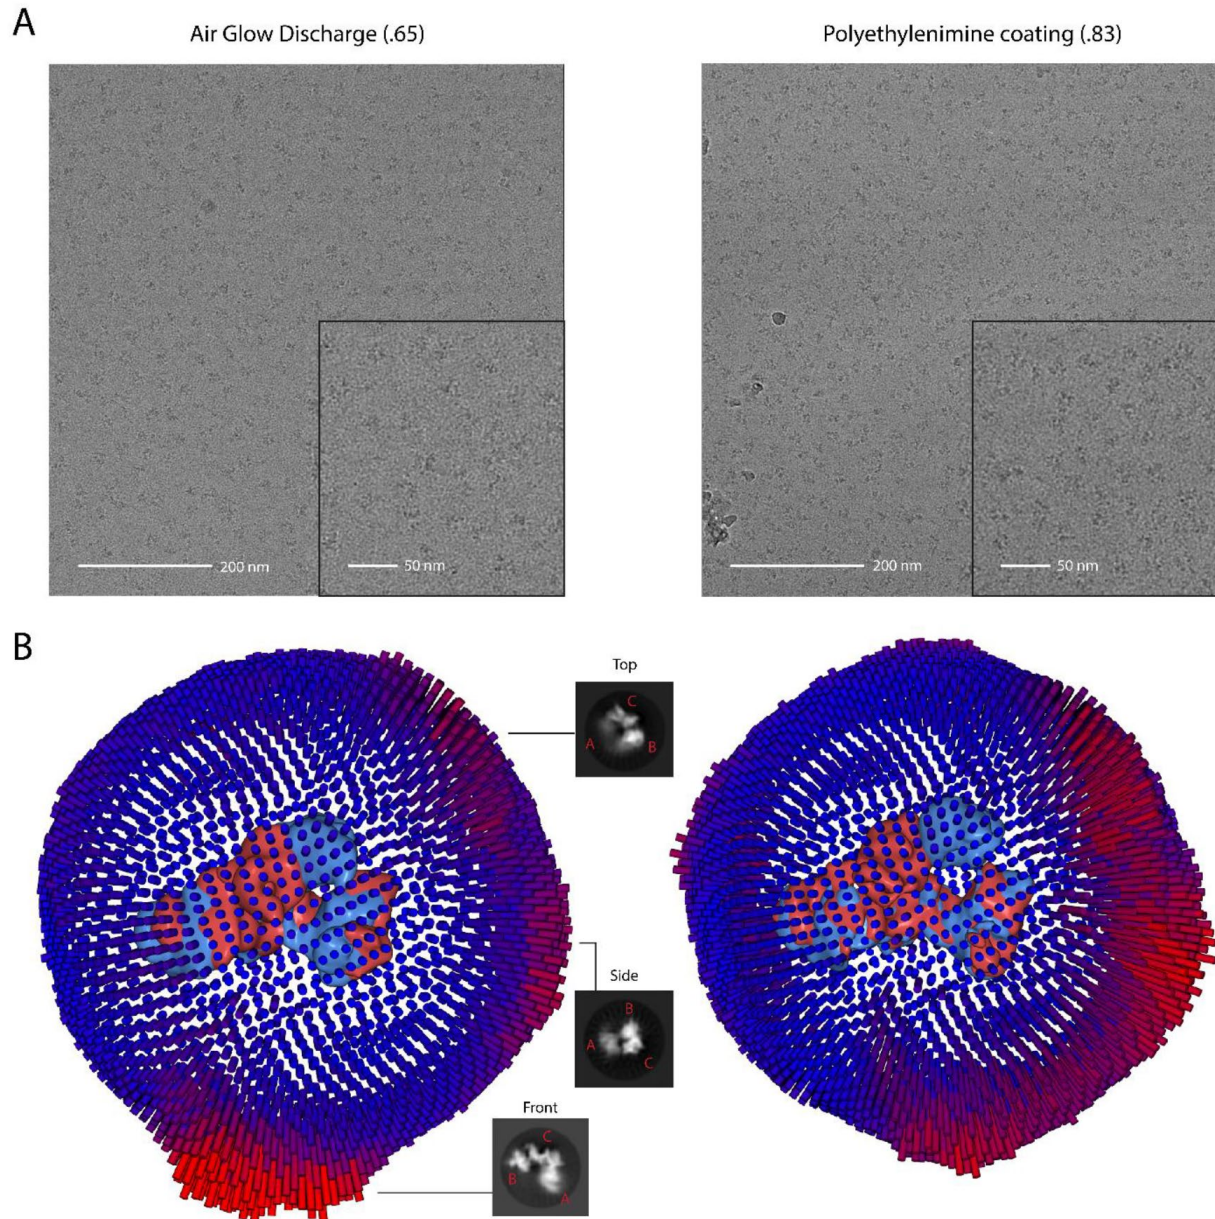 A
Air Glow Discharge (.65)
Polyethylenimine coating (.83)
200 nm
50 nm
200 nm
50 nm
B
Top
C
A
B
Side
B
A
C
Front
C
B
A